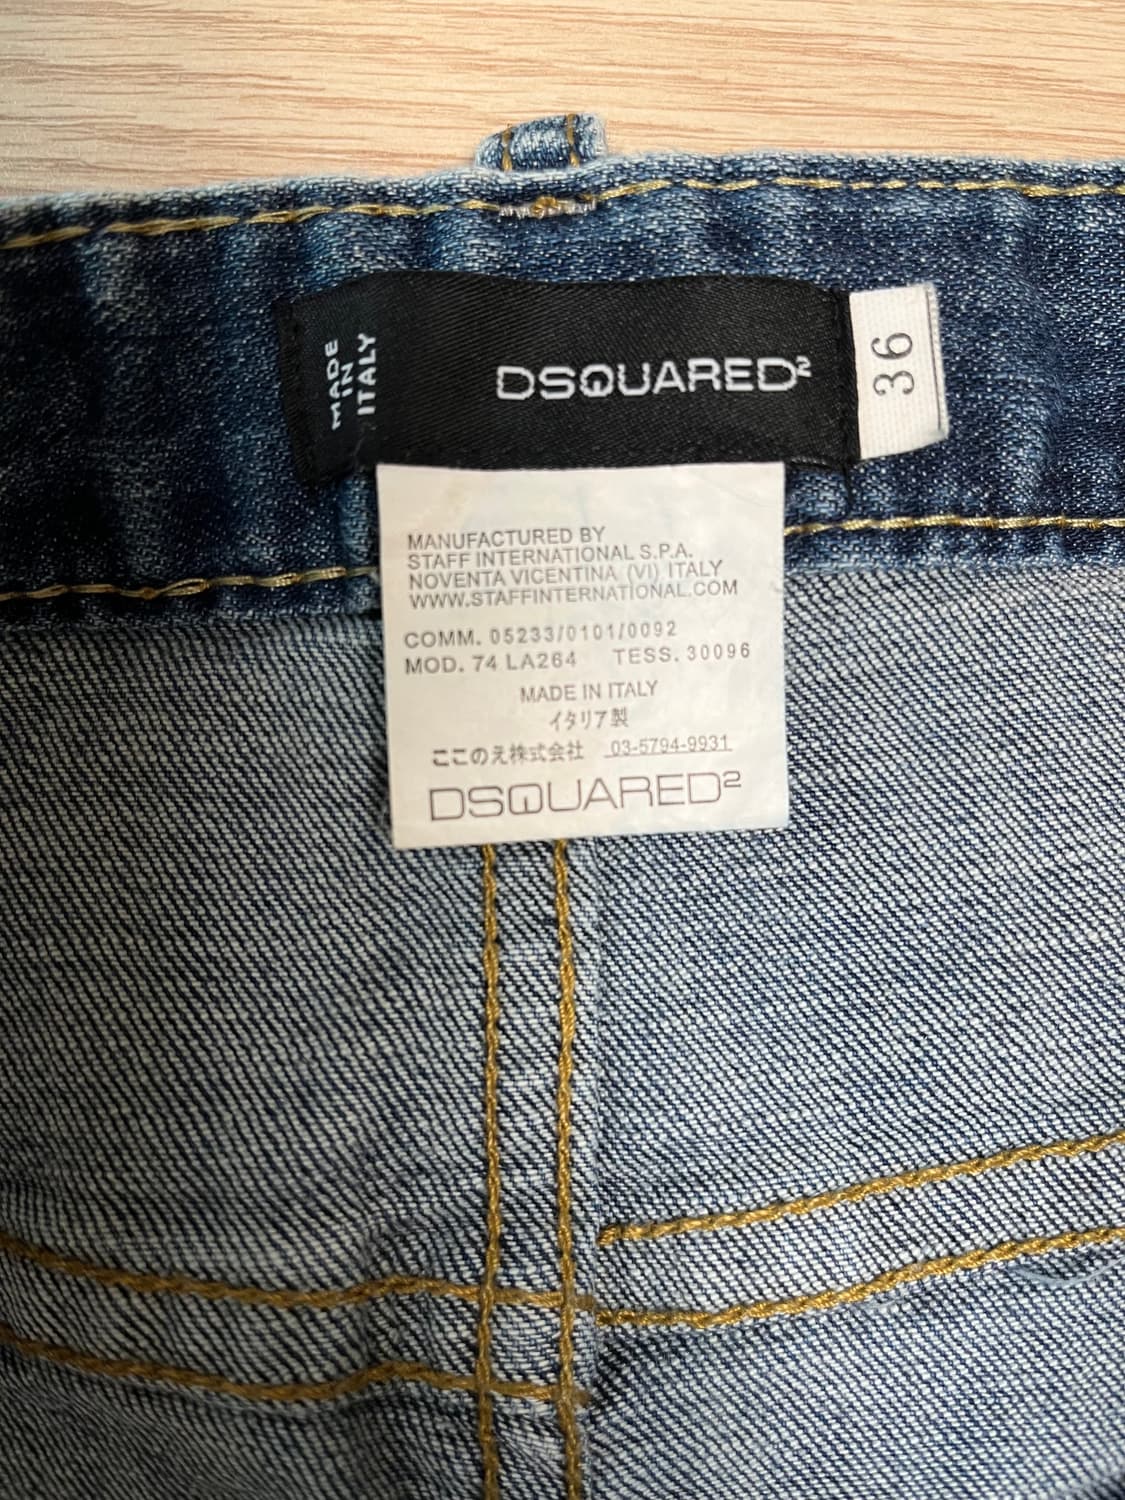 MADE
IN
ITALY
DSQUARED²
36
MANUFACTURED BY
STAFF INTERNATIONAL S.P.A.
NOVENTA VICENTINA (VI) ITALY
WWW.STAFFINTERNATIONAL.COM
COMM. 05233/0101/0092
MOD. 74 LA264 TESS. 30096
MADE IN ITALY
イタリア製
ここのえ株式会社 03-5794-9931
DSQUARED²